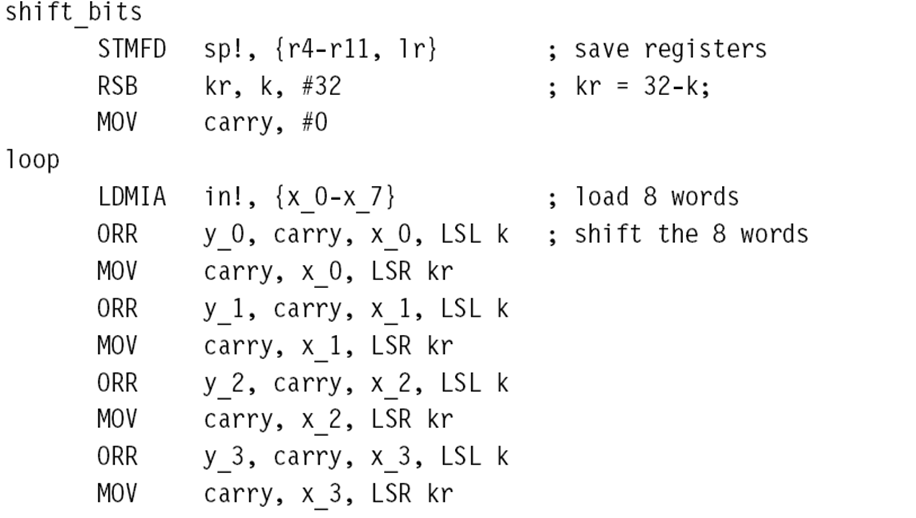 shift_bits
STMFD sp!, {r4-r11, lr} ; save registers
RSB kr, k, #32 ; kr = 32-k;
MOV carry, #0
loop
LDMIA in!, {x_0-x_7} ; load 8 words
ORR y_0, carry, x_0, LSL k ; shift the 8 words
MOV carry, x_0, LSR kr
ORR y_1, carry, x_1, LSL k
MOV carry, x_1, LSR kr
ORR y_2, carry, x_2, LSL k
MOV carry, x_2, LSR kr
ORR y_3, carry, x_3, LSL k
MOV carry, x_3, LSR kr